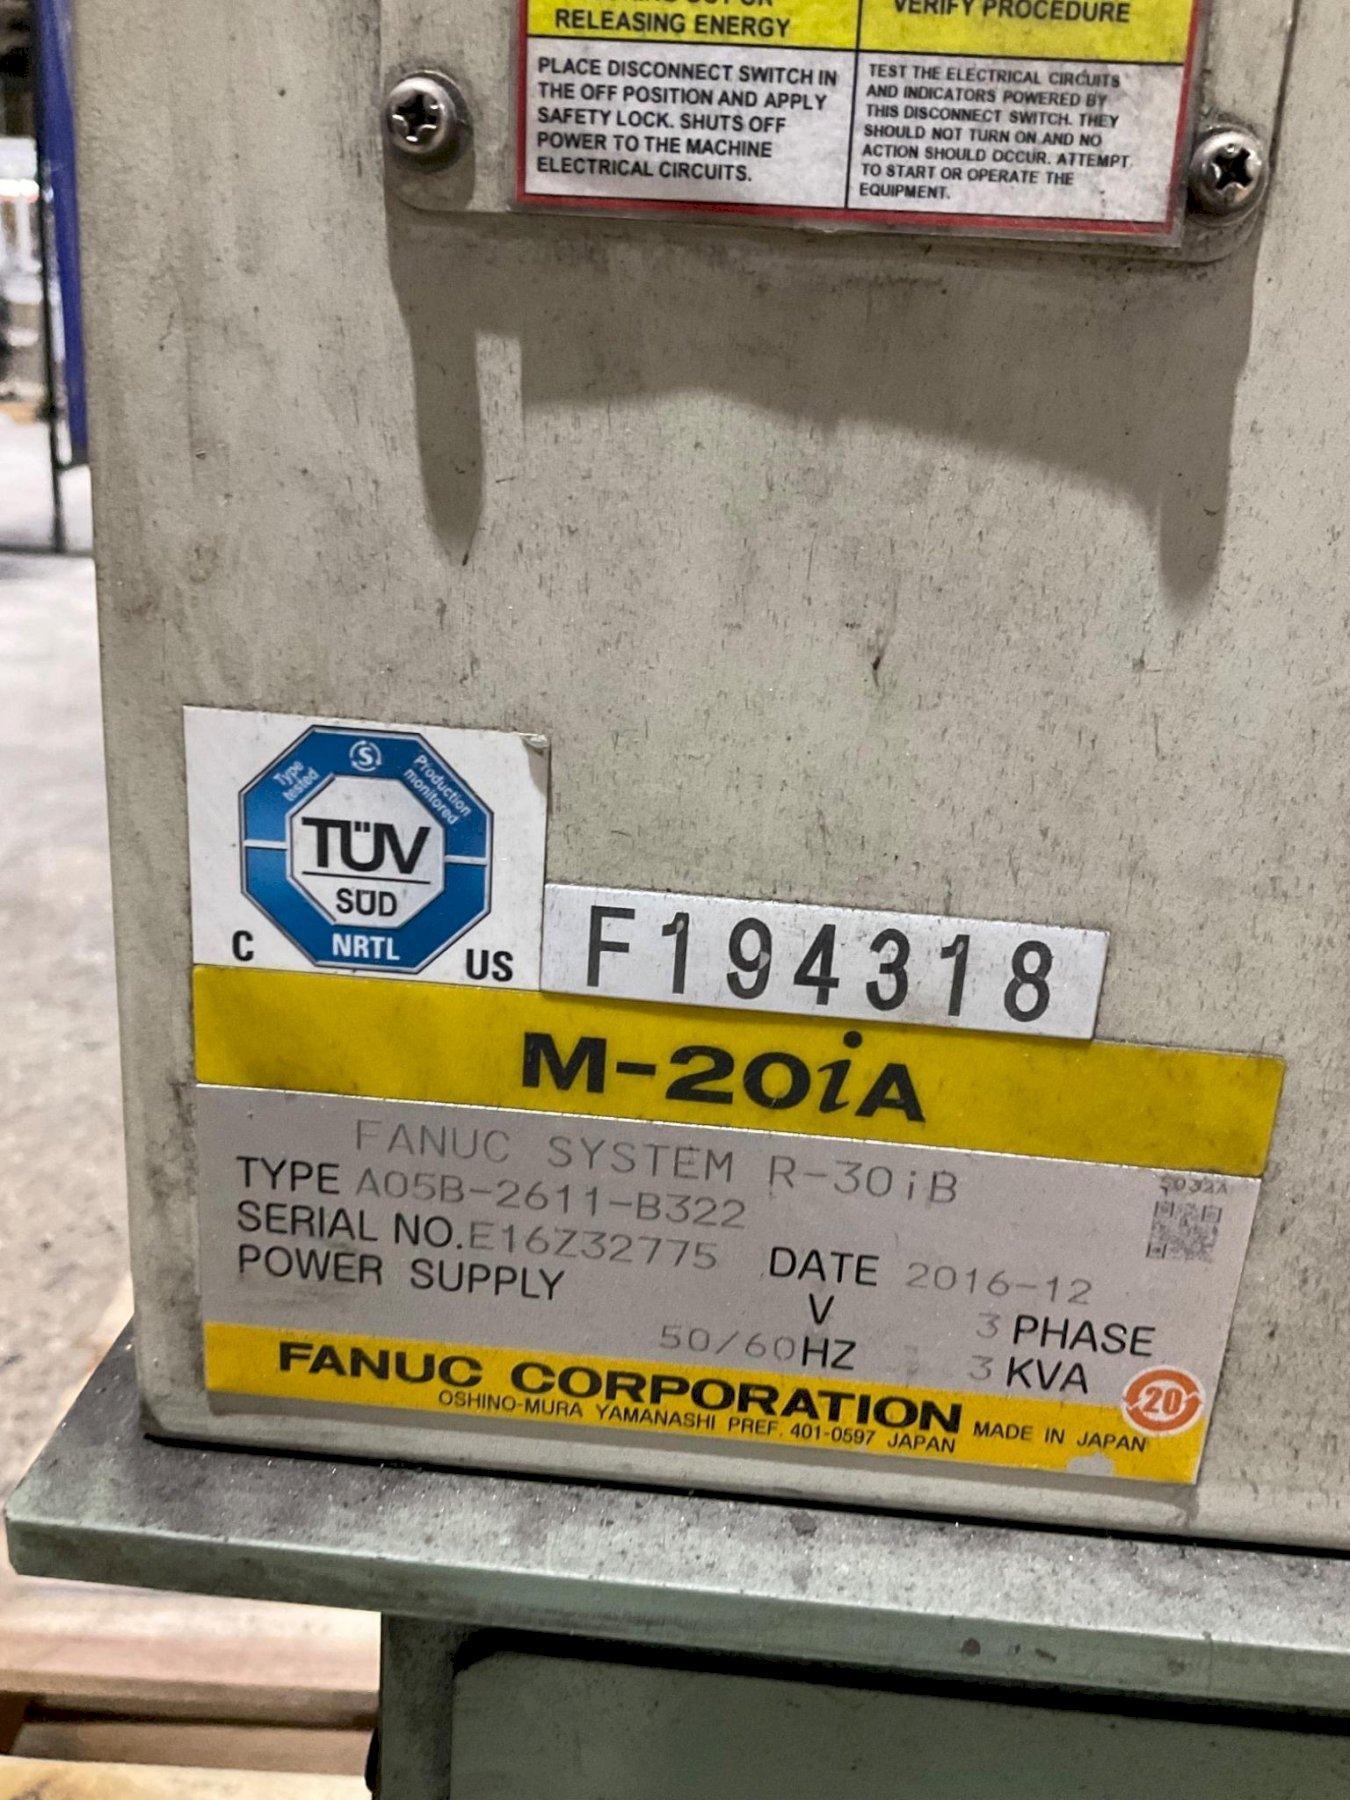 RELEASING ENERGY
VERIFY PROCEDURE
PLACE DISCONNECT SWITCH IN
THE OFF POSITION AND APPLY
SAFETY LOCK. SHUTS OFF
POWER TO THE MACHINE
ELECTRICAL CIRCUITS.
TEST THE ELECTRICAL CIRCUITS
AND INDICATORS POWERED BY
THIS DISCONNECT SWITCH. THEY
SHOULD NOT TURN ON AND NO
ACTION SHOULD OCCUR. ATTEMPT
TO START OR OPERATE THE
EQUIPMENT.
S
Type
tested
Production
monitored
TÜV
SÜD
NRTL
C US
F194318
M-20iA
FANUC SYSTEM R-30iB
TYPE A05B-2611-B322
SERIAL NO. E16Z32775 DATE 2016-12
POWER SUPPLY V 3 PHASE
50/60HZ 3 KVA
FANUC CORPORATION
OSHINO-MURA YAMANASHI PREF. 401-0597 JAPAN
MADE IN JAPAN
20